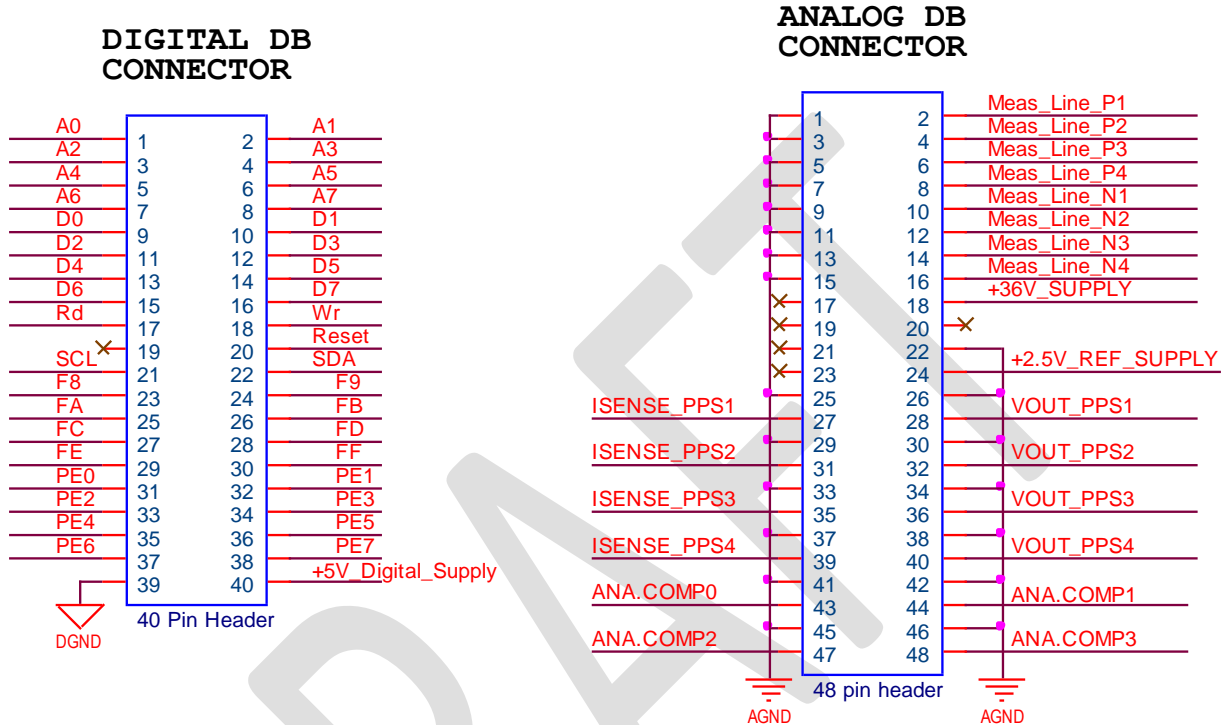 DIGITAL DB
CONNECTOR
A0 1 2 A1
A2 3 4 A3
A4 5 6 A5
A6 7 8 A7
D0 9 10 D1
D2 11 12 D3
D4 13 14 D5
D6 15 16 D7
Rd 17 18 Wr
19 20 Reset
SCL 21 22 SDA
F8 23 24 F9
FA 25 26 FB
FC 27 28 FD
FE 29 30 FF
PE0 31 32 PE1
PE2 33 34 PE3
PE4 35 36 PE5
PE6 37 38 PE7
39 40 +5V_Digital_Supply
40 Pin Header
DGND
ANALOG DB
CONNECTOR
1 2 Meas_Line_P1
3 4 Meas_Line_P2
5 6 Meas_Line_P3
7 8 Meas_Line_P4
9 10 Meas_Line_N1
11 12 Meas_Line_N2
13 14 Meas_Line_N3
15 16 Meas_Line_N4
17 18 +36V_SUPPLY
19 20
21 22
23 24 +2.5V_REF_SUPPLY
25 26
ISENSE_PPS1 27 28 VOUT_PPS1
29 30
ISENSE_PPS2 31 32 VOUT_PPS2
33 34
ISENSE_PPS3 35 36 VOUT_PPS3
37 38
ISENSE_PPS4 39 40 VOUT_PPS4
41 42
ANA.COMP0 43 44 ANA.COMP1
45 46
ANA.COMP2 47 48 ANA.COMP3
48 pin header
AGND
AGND
DRAFT